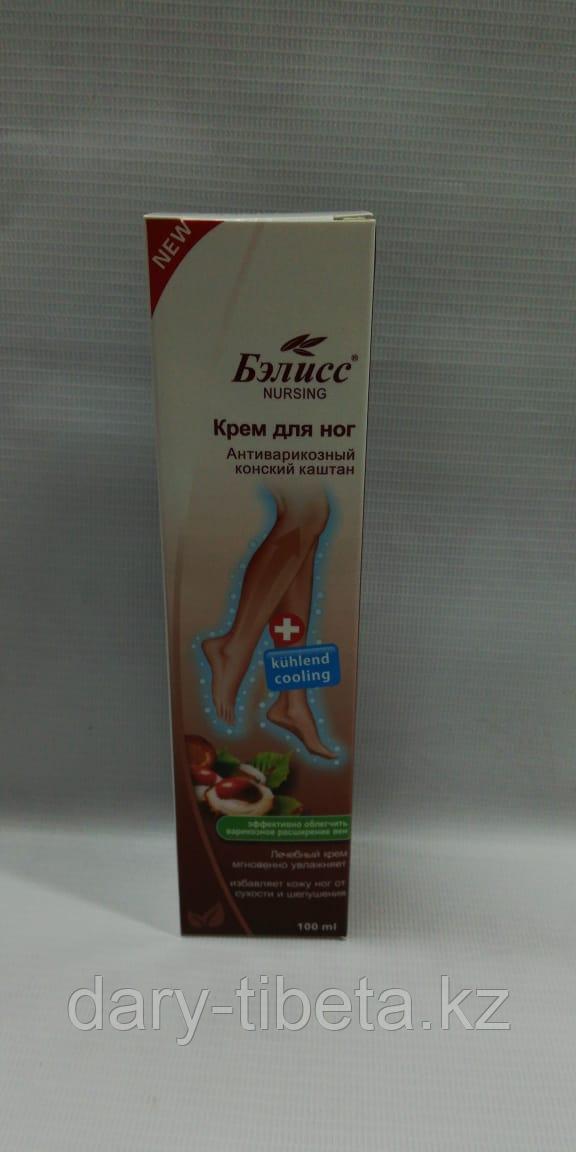 NEW
Бэлисс®
NURSING
Крем для ног
Антиварикозный
конский каштан
kühlend
cooling
эффективно облегчить
варикозное расширение вен
Лечебный крем
мгновенно увлажняет
избавляет кожу ног от
сухости и шелушения
100 ml
dary-tibeta.kz